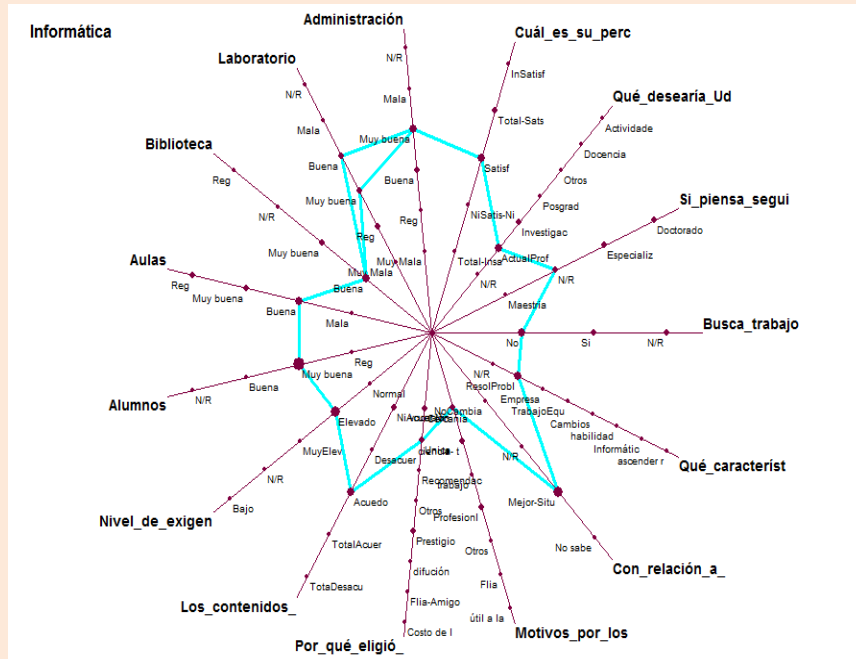 Informática
Administración
N/R
Mala
Muy buena
Buena
Reg
Muy Mala
Cuál_es_su_perc
InSatisf
Total-Sats
Satisf
NiSatis-Ni
Total-Insa
Qué_desearía_Ud
Actividade
Docencia
Otros
Posgrad
Investigac
ActualProf
N/R
Si_piensa_segui
Doctorado
Especializ
N/R
Maestria
Busca_trabajo
No
Si
N/R
Qué_característ
N/R
ResolProbl
Empresa
TrabajoEqu
Cambios
habilidad
Informátic
ascender r
Con_relación_a_
N/R
Mejor-Situ
No sabe
Motivos_por_los
NoCambia
trabajo
Profesionl
Otros
Flia
útil a la
Por_qué_eligió_
Recomendac
Otros
Prestigio
difución
Flia-Amigo
Costo de l
Los_contenidos_
Desacuer
Acuedo
TotalAcuer
TotaDesacu
Nivel_de_exigen
Normal
Elevado
MuyElev
N/R
Bajo
Alumnos
Reg
Muy buena
Buena
N/R
Aulas
Reg
Muy buena
Buena
Mala
Biblioteca
Reg
N/R
Muy buena
Buena
Laboratorio
N/R
Mala
Buena
Muy buena
Reg